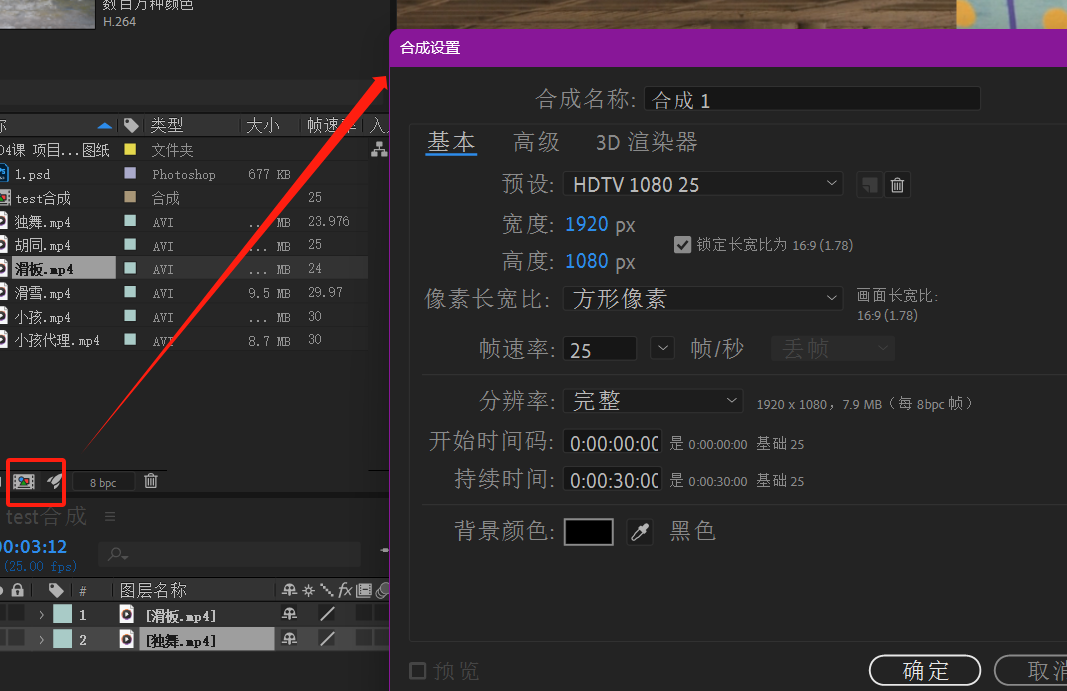 数百万种颜色
H.264
合成设置
合成名称: 合成 1
基本 高级 3D 渲染器
预设: HDTV 1080 25
宽度: 1920 px
锁定长宽比为 16:9 (1.78)
高度: 1080 px
像素长宽比: 方形像素
画面长宽比:
16:9 (1.78)
帧速率: 25 帧/秒 丢帧
分辨率: 完整 1920 x 1080，7.9 MB（每 8bpc 帧）
开始时间码: 0:00:00:00 是 0:00:00:00 基础 25
持续时间: 0:00:30:00 是 0:00:30:00 基础 25
背景颜色: 黑色
预览
确定 取消
称 类型 大小 帧速率 入
04课 项目...图纸 文件夹
1.psd Photoshop 677 KB
test合成 合成 25
独舞.mp4 AVI ... MB 23.976
胡同.mp4 AVI ... MB 25
滑板.mp4 AVI ... MB 24
滑雪.mp4 AVI 9.5 MB 29.97
小孩.mp4 AVI ... MB 30
小孩代理.mp4 AVI 8.7 MB 30
8 bpc
test合成
00:03:12
(25.00 fps)
# 图层名称 fx
1 [滑板.mp4]
2 [独舞.mp4]